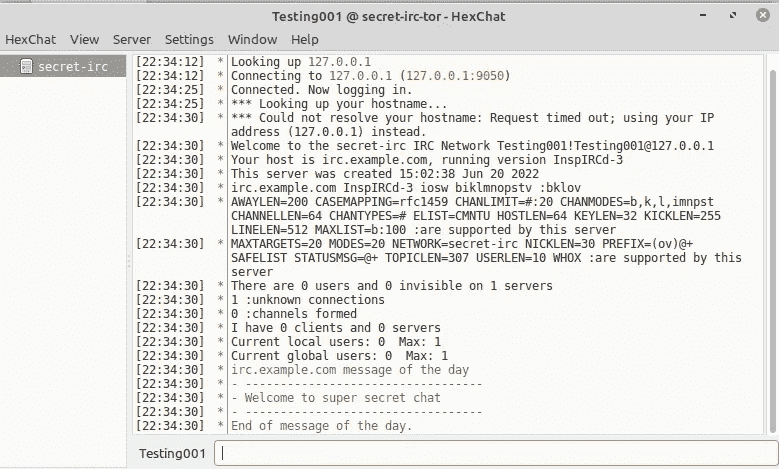 Testing001 @ secret-irc-tor - HexChat
HexChat View Server Settings Window Help
secret-irc
[22:34:12] * Looking up 127.0.0.1
[22:34:12] * Connecting to 127.0.0.1 (127.0.0.1:9050)
[22:34:25] * Connected. Now logging in.
[22:34:25] * *** Looking up your hostname...
[22:34:30] * *** Could not resolve your hostname: Request timed out; using your IP
address (127.0.0.1) instead.
[22:34:30] * Welcome to the secret-irc IRC Network Testing001!Testing001@127.0.0.1
[22:34:30] * Your host is irc.example.com, running version InspIRCd-3
[22:34:30] * This server was created 15:02:38 Jun 20 2022
[22:34:30] * irc.example.com InspIRCd-3 iosw biklmnopstv :bklov
[22:34:30] * AWAYLEN=200 CASEMAPPING=rfc1459 CHANLIMIT=#:20 CHANMODES=b,k,l,imnpst
CHANNELLEN=64 CHANTYPES=# ELIST=CMNTU HOSTLEN=64 KEYLEN=32 KICKLEN=255
LINELEN=512 MAXLIST=b:100 :are supported by this server
[22:34:30] * MAXTARGETS=20 MODES=20 NETWORK=secret-irc NICKLEN=30 PREFIX=(ov)@+
SAFELIST STATUSMSG=@+ TOPICLEN=307 USERLEN=10 WHOX :are supported by this
server
[22:34:30] * There are 0 users and 0 invisible on 1 servers
[22:34:30] * 1 :unknown connections
[22:34:30] * 0 :channels formed
[22:34:30] * I have 0 clients and 0 servers
[22:34:30] * Current local users: 0  Max: 1
[22:34:30] * Current global users: 0  Max: 1
[22:34:30] * irc.example.com message of the day
[22:34:30] * - ---------------------------------
[22:34:30] * - Welcome to super secret chat
[22:34:30] * - ---------------------------------
[22:34:30] * End of message of the day.
Testing001